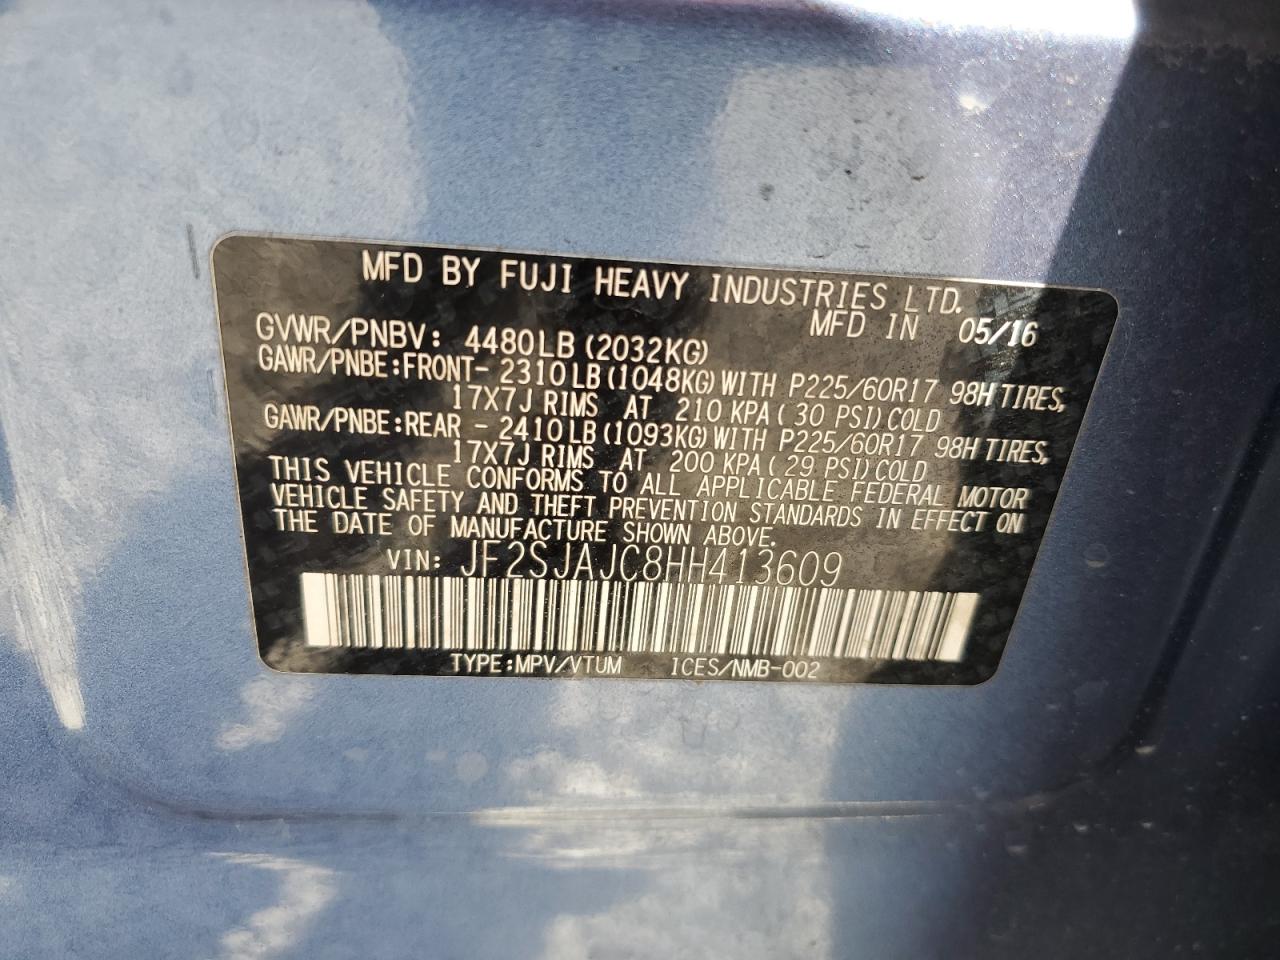 MFD BY FUJI HEAVY INDUSTRIES LTD.
MFD IN 05/16
GVWR/PNBV: 4480LB (2032KG)
GAWR/PNBE:FRONT- 2310 LB (1048KG) WITH P225/60R17 98H TIRES,
17X7J RIMS AT 210 KPA ( 30 PSI) COLD
GAWR/PNBE:REAR - 2410 LB (1093KG) WITH P225/60R17 98H TIRES,
17X7J RIMS AT 200 KPA ( 29 PSI) COLD
THIS VEHICLE CONFORMS TO ALL APPLICABLE FEDERAL MOTOR
VEHICLE SAFETY AND THEFT PREVENTION STANDARDS IN EFFECT ON
THE DATE OF MANUFACTURE SHOWN ABOVE.
VIN: JF2SJAJC8HH413609
TYPE:MPV/VTUM ICES/NMB-002